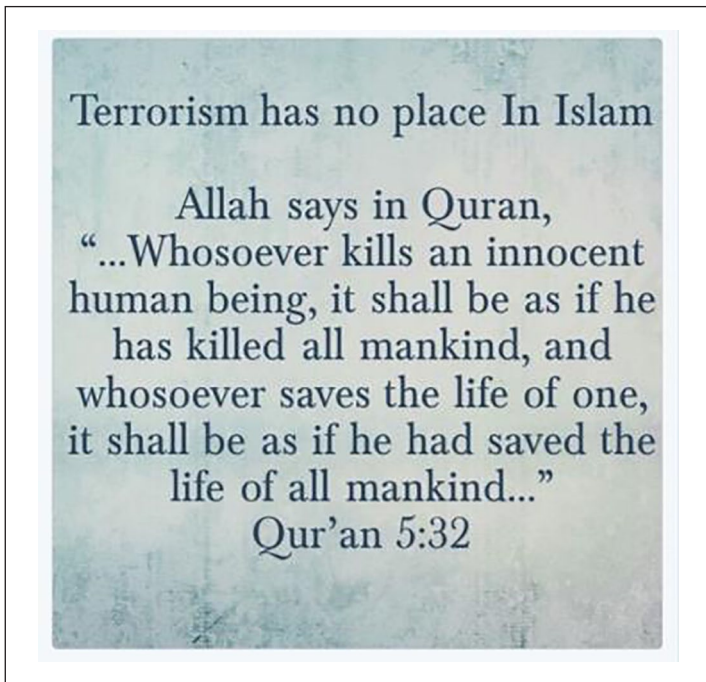 Terrorism has no place In Islam
Allah says in Quran,
“...Whosoever kills an innocent
human being, it shall be as if he
has killed all mankind, and
whosoever saves the life of one,
it shall be as if he had saved the
life of all mankind...”
Qur’an 5:32